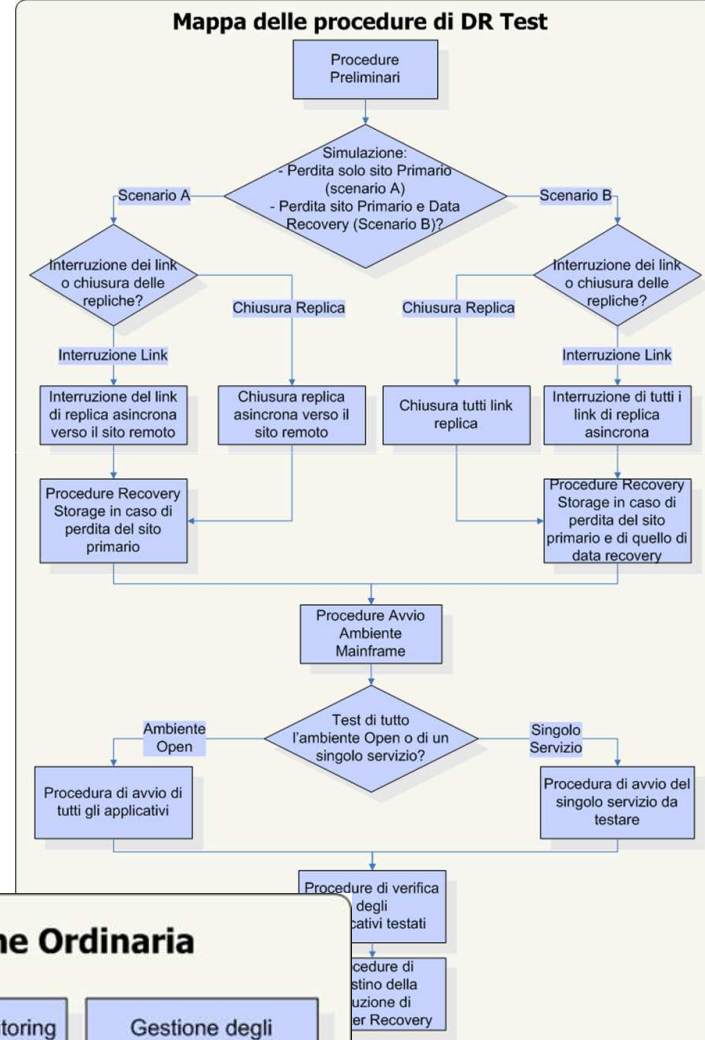 Mappa delle procedure di DR Test
Procedure
Preliminari
Simulazione:
- Perdita solo sito Primario
(scenario A)
- Perdita sito Primario e Data
Recovery (Scenario B)?
Scenario A
Scenario B
Interruzione dei link
o chiusura delle
repliche?
Interruzione dei link
o chiusura delle
repliche?
Chiusura Replica
Chiusura Replica
Interruzione Link
Interruzione Link
Interruzione del link
di replica asincrona
verso il sito remoto
Chiusura replica
asincrona verso il
sito remoto
Chiusura tutti link
replica
Interruzione di tutti i
link di replica
asincrona
Procedure Recovery
Storage in caso di
perdita del sito
primario
Procedure Recovery
Storage in caso di
perdita del sito
primario e di quello di
data recovery
Procedure Avvio
Ambiente
Mainframe
Test di tutto
l'ambiente Open o di un
singolo servizio?
Ambiente
Open
Singolo
Servizio
Procedura di avvio di
tutti gli applicativi
Procedura di avvio del
singolo servizio da
testare
Procedure di verifica
degli
cativi testati
cedure di
stino della
uzione di
er Recovery
ne Ordinaria
toring
Gestione degli